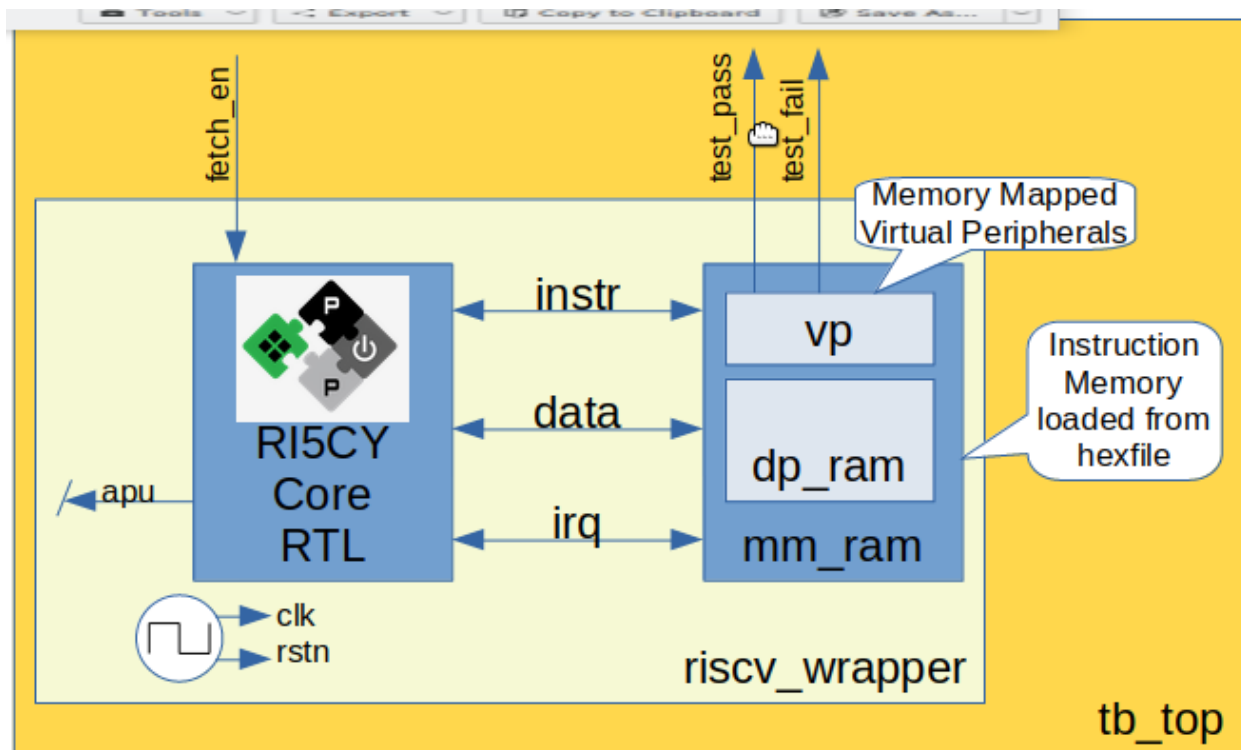 Tools
Export
Copy to Clipboard
Save As...
fetch_en
test_pass
test_fail
Memory Mapped
Virtual Peripherals
P
P
RI5CY
Core
RTL
instr
data
irq
apu
vp
dp_ram
mm_ram
Instruction
Memory
loaded from
hexfile
clk
rstn
riscv_wrapper
tb_top